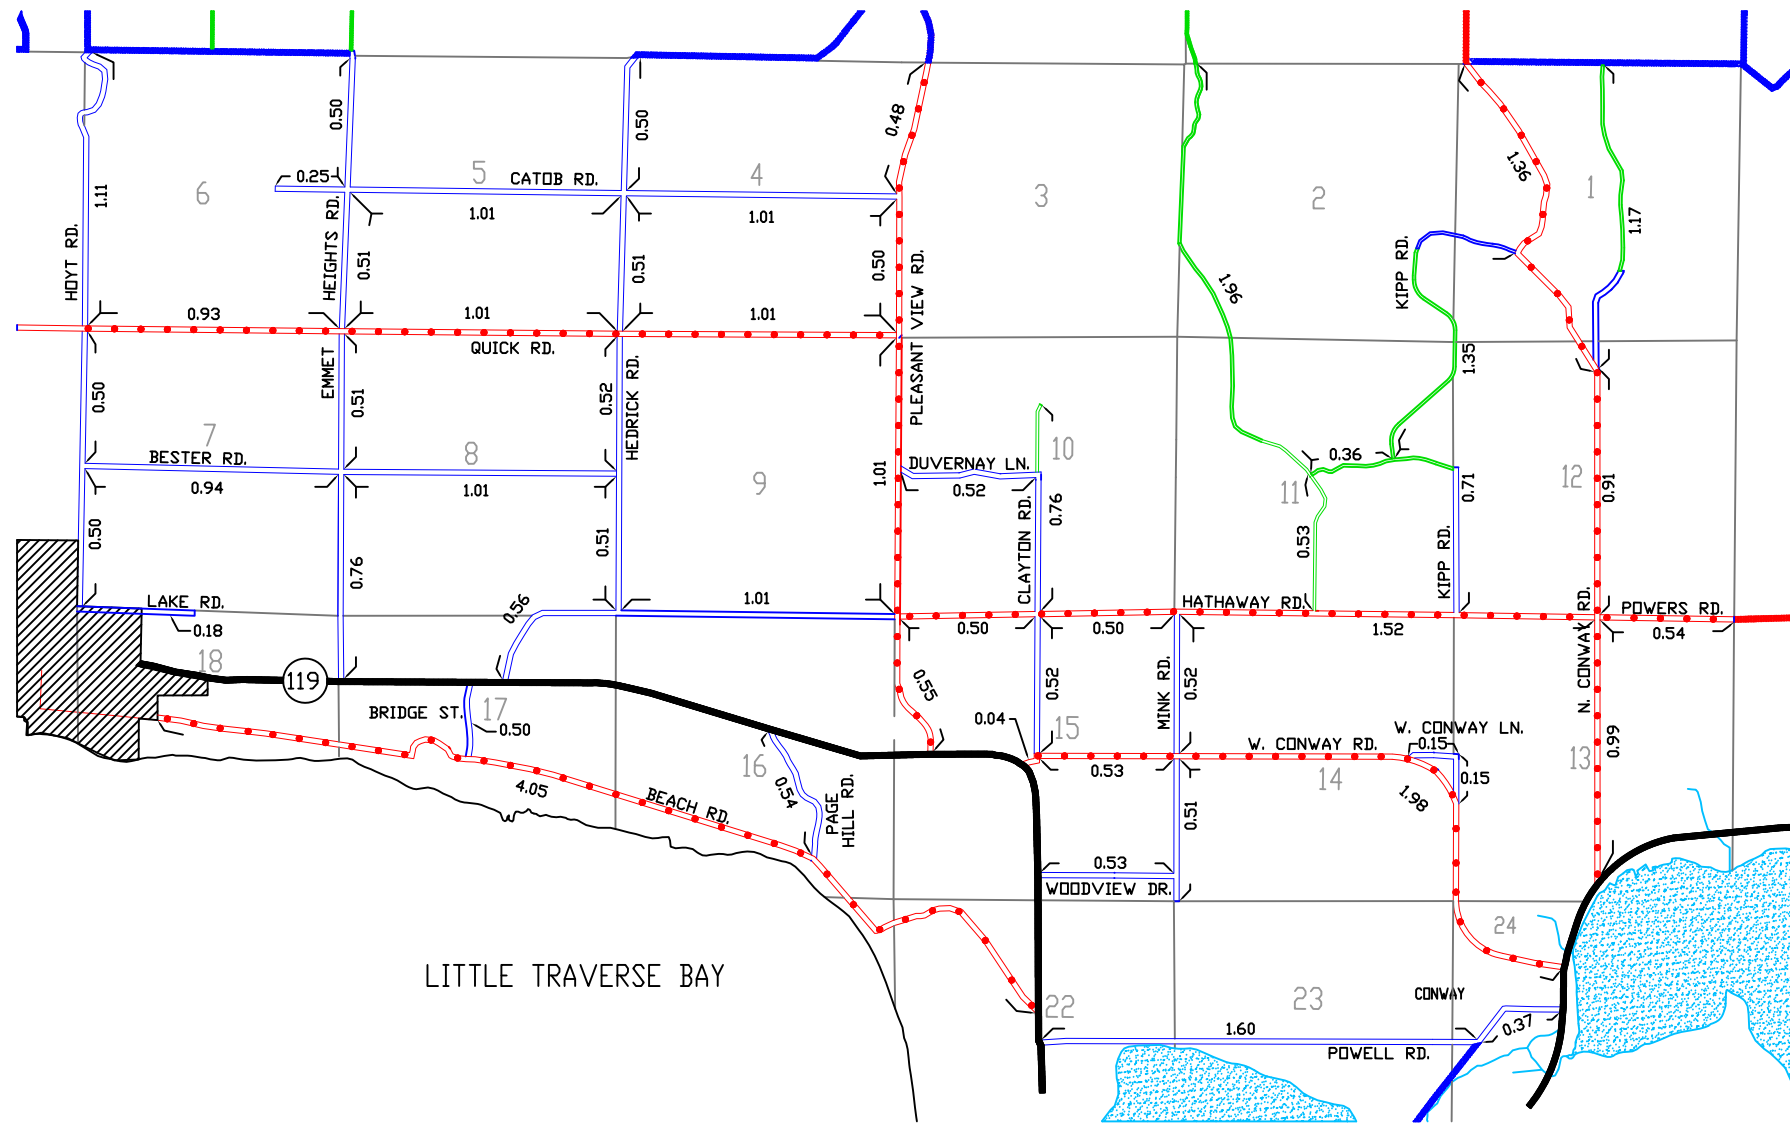 0.50
0.50
0.48
1.36
1
5
4
0.25
CATOB RD.
6
3
2
1.11
1.01
1.01
1.17
HOYT RD.
HEIGHTS RD.
0.51
0.51
0.50
PLEASANT VIEW RD.
1.96
KIPP RD.
0.93
1.01
1.01
QUICK RD.
EMMET
0.50
0.51
0.52
HEDRICK RD.
1.35
7
8
9
10
11
12
BESTER RD.
0.94
1.01
1.01
DUVERNAY LN.
0.52
0.36
0.71
0.91
0.50
0.76
0.51
CLAYTON RD.
0.76
0.53
KIPP RD.
LAKE RD.
0.18
0.56
1.01
0.50
0.50
HATHAWAY RD.
1.52
POWERS RD.
0.54
N. CONWAY RD.
18
119
17
BRIDGE ST.
0.50
0.55
0.04
15
0.52
MINK RD.
0.52
W. CONWAY RD.
W. CONWAY LN.
0.15
0.15
0.99
13
16
0.53
14
1.98
4.05
BEACH RD.
0.54
PAGE
HILL RD.
0.51
0.53
WOODVIEW DR.
24
LITTLE TRAVERSE BAY
22
23
CONWAY
1.60
0.37
POWELL RD.